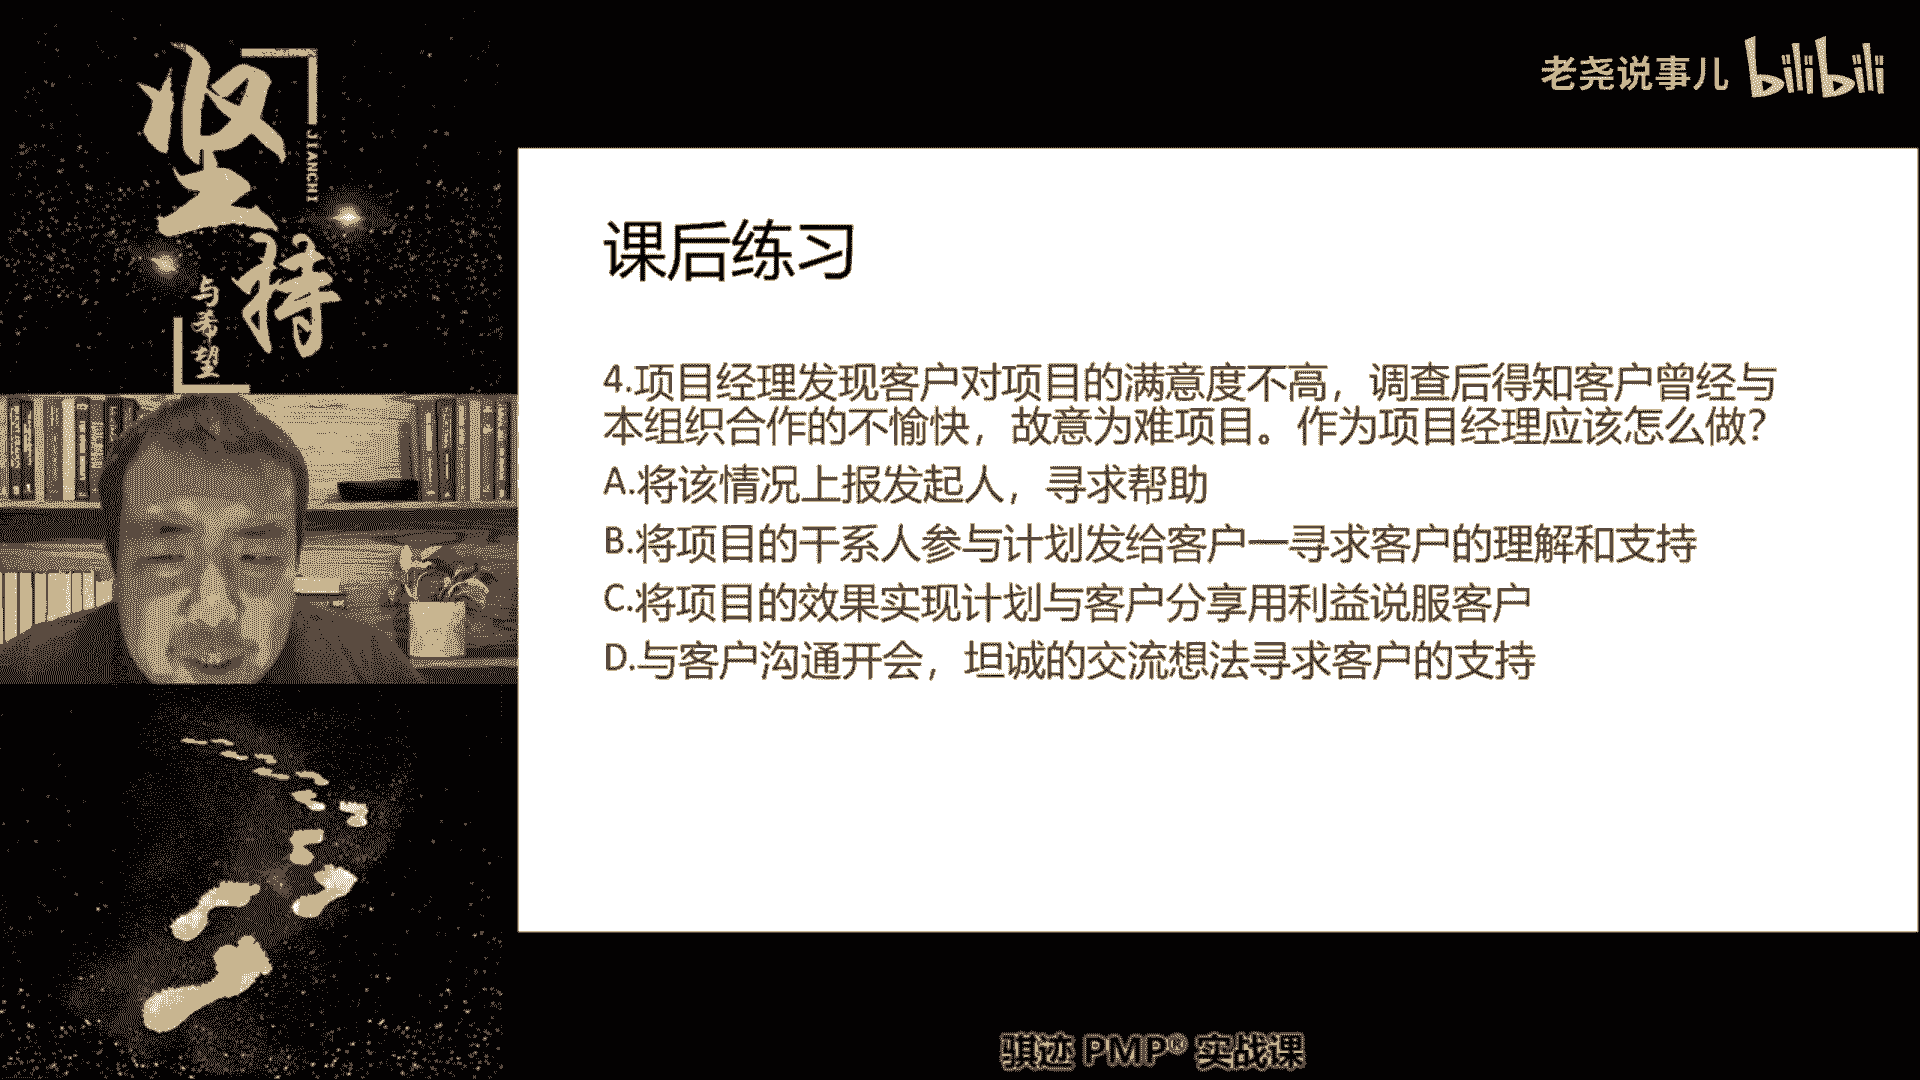 坚持
JIANCHI
与希望
老尧说事儿 bilibili
课后练习
4.项目经理发现客户对项目的满意度不高，调查后得知客户曾经与
本组织合作的不愉快，故意为难项目。作为项目经理应该怎么做？
A.将该情况上报发起人，寻求帮助
B.将项目的干系人参与计划发给客户一寻求客户的理解和支持
C.将项目的效果实现计划与客户分享用利益说服客户
D.与客户沟通开会，坦诚的交流想法寻求客户的支持
骐迹 PMP® 实战课